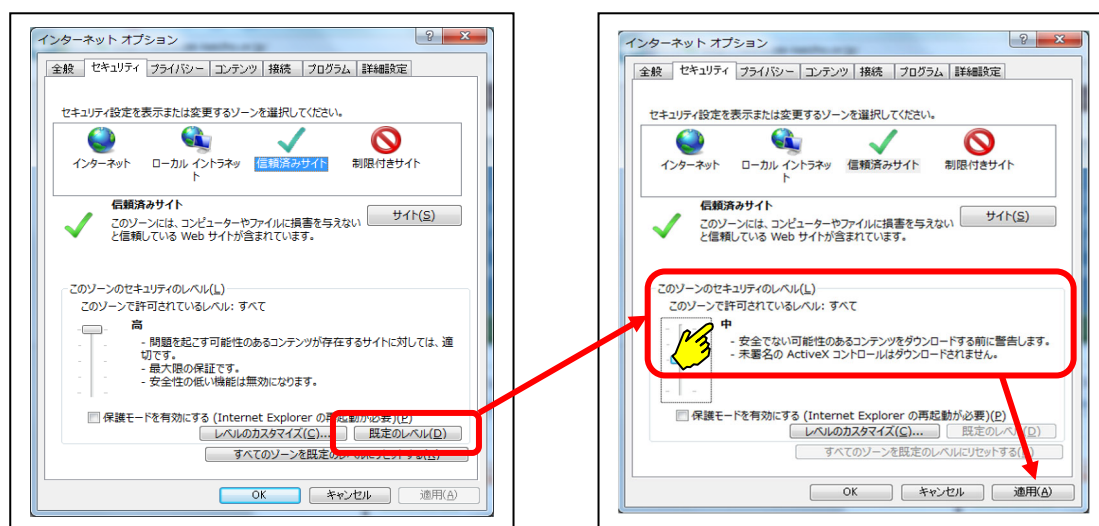 インターネット オプション
全般 セキュリティ プライバシー コンテンツ 接続 プログラム 詳細設定
セキュリティ設定を表示または変更するゾーンを選択してください。
インターネット ローカル イントラネッ 信頼済みサイト 制限付きサイト
ト
信頼済みサイト
このゾーンには、コンピューターやファイルに損害を与えない
と信頼している Web サイトが含まれています。
サイト(S)
このゾーンのセキュリティのレベル(L)
このゾーンで許可されているレベル: すべて
高
- 問題を起こす可能性のあるコンテンツが存在するサイトに対しては、適
切です。
- 最大限の保証です。
- 安全性の低い機能は無効になります。
保護モードを有効にする (Internet Explorer の再起動が必要)(P)
レベルのカスタマイズ(C)... 既定のレベル(D)
すべてのゾーンを既定のレベルにリセットする(R)
OK キャンセル 適用(A)
インターネット オプション
全般 セキュリティ プライバシー コンテンツ 接続 プログラム 詳細設定
セキュリティ設定を表示または変更するゾーンを選択してください。
インターネット ローカル イントラネッ 信頼済みサイト 制限付きサイト
ト
信頼済みサイト
このゾーンには、コンピューターやファイルに損害を与えない
と信頼している Web サイトが含まれています。
サイト(S)
このゾーンのセキュリティのレベル(L)
このゾーンで許可されているレベル: すべて
中
- 安全でない可能性のあるコンテンツをダウンロードする前に警告します。
- 未署名の ActiveX コントロールはダウンロードされません。
保護モードを有効にする (Internet Explorer の再起動が必要)(P)
レベルのカスタマイズ(C)... 既定のレベル(D)
すべてのゾーンを既定のレベルにリセットする
OK キャンセル 適用(A)